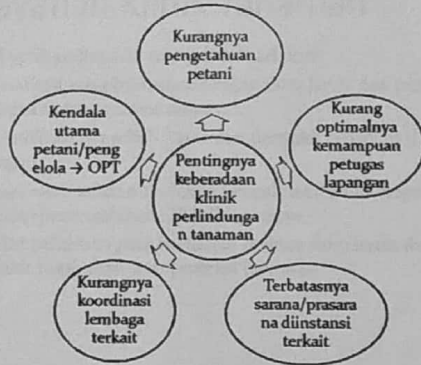 Kurangnya
pengetahuan
petani
Kendala
utama
petani/peng
elola → OPT
Kurang
optimalnya
kemampuan
petugas
lapangan
Pentingnya
keberadaan
klinik
perlindunga
n tanaman
Kurangnya
koordinasi
lembaga
terkait
Terbatasnya
sarana/prasara
na diinstansi
terkait